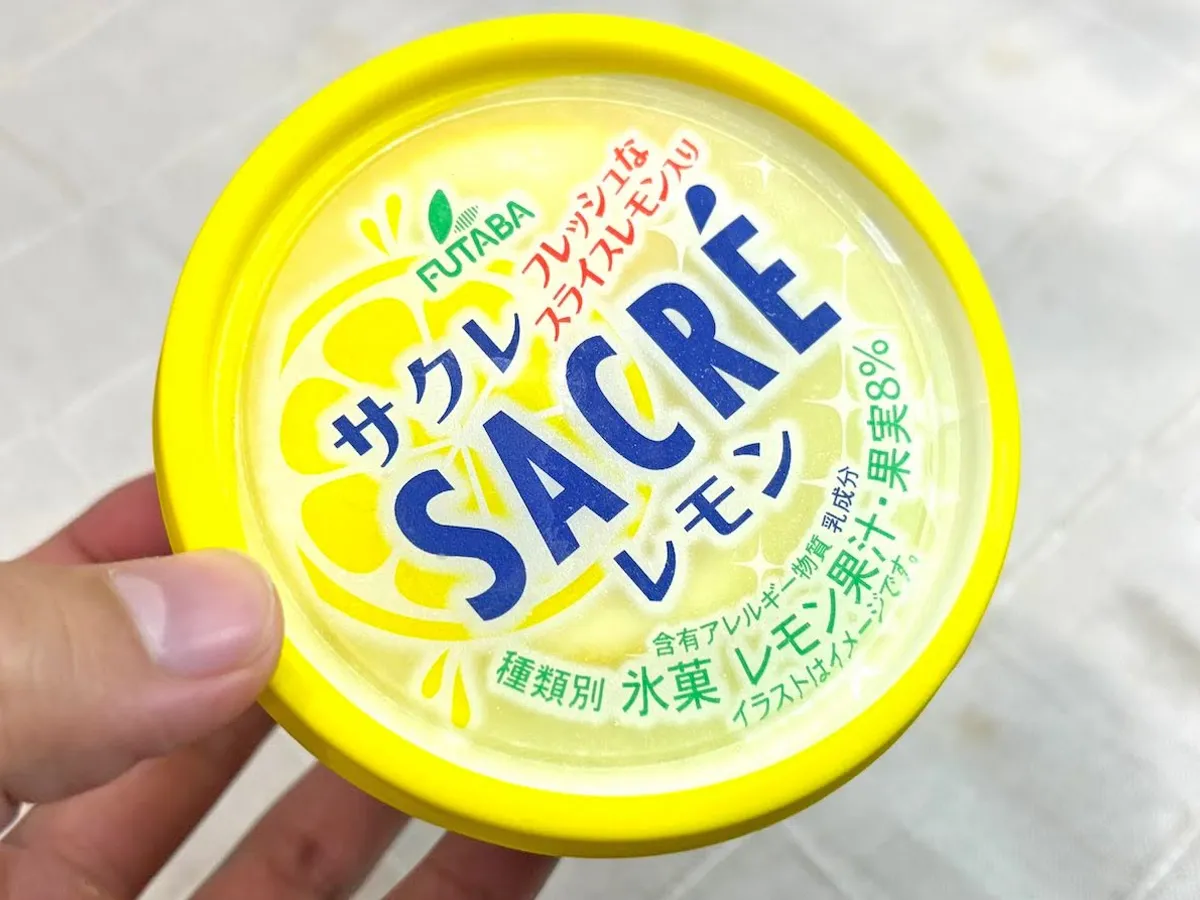 FUTABA
フレッシュな
スライスレモン入り
サクレ
SACRÉ
レモン
含有アレルギー物質 乳成分
種類別 氷菓 レモン果汁・果実8%
イラストはイメージです。